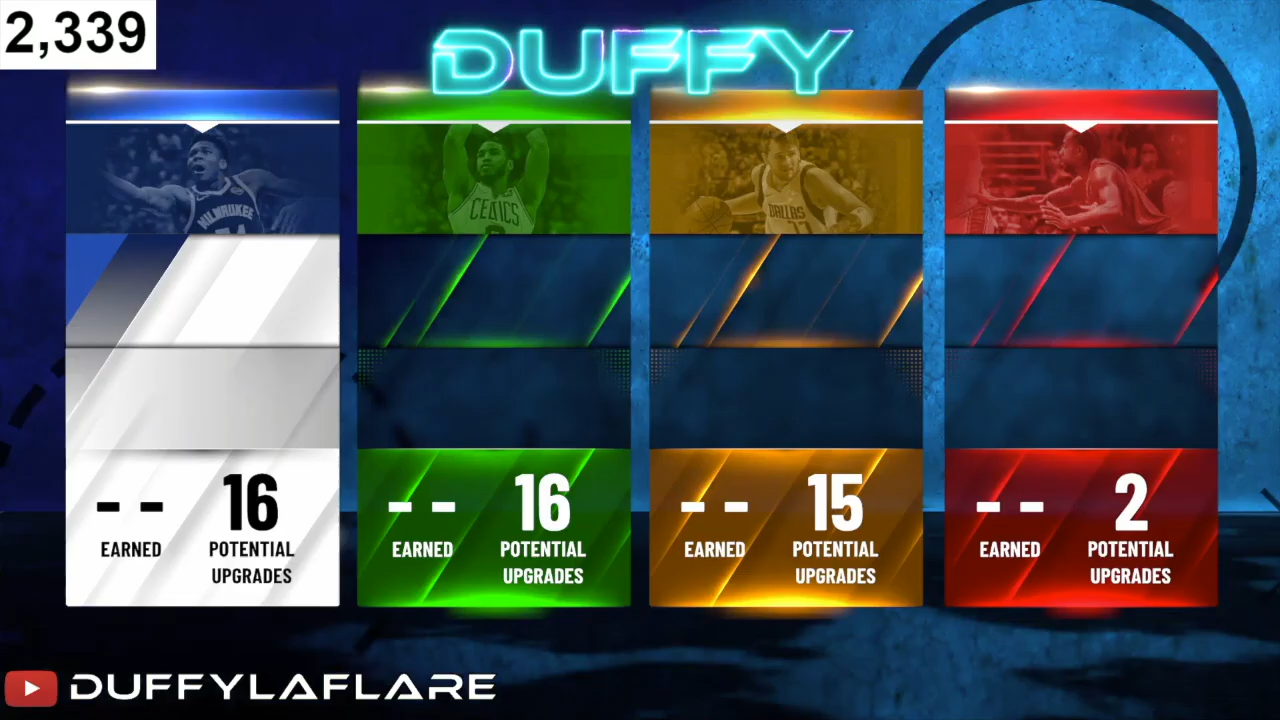 2,339
DUFFY
MILWAUKEE
CELTICS
DALLAS
- - 16
EARNED POTENTIAL
UPGRADES
- - 16
EARNED POTENTIAL
UPGRADES
- - 15
EARNED POTENTIAL
UPGRADES
- - 2
EARNED POTENTIAL
UPGRADES
DUFFYLAFLARE